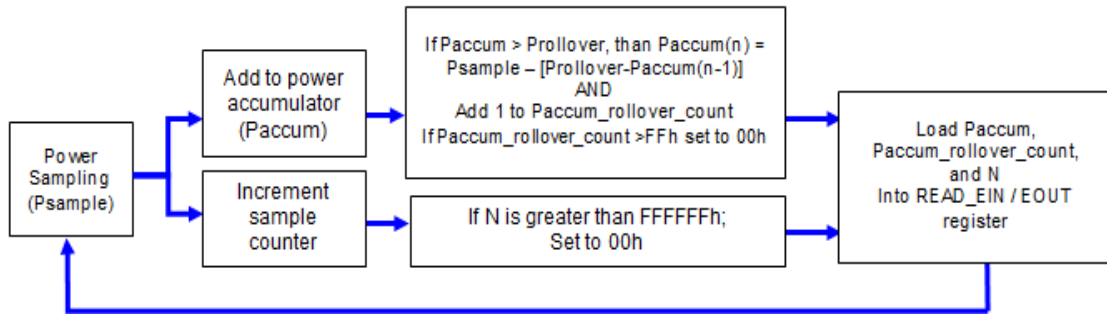 Power
Sampling
(Psample)
Add to power
accumulator
(Paccum)
Increment
sample
counter
If Paccum > Prollover, than Paccum(n) =
Psample – [Prollover-Paccum(n-1)]
AND
Add 1 to Paccum_rollover_count
If Paccum_rollover_count >FFh set to 00h
If N is greater than FFFFFFh;
Set to 00h
Load Paccum,
Paccum_rollover_count,
and N
Into READ_EIN / EOUT
register